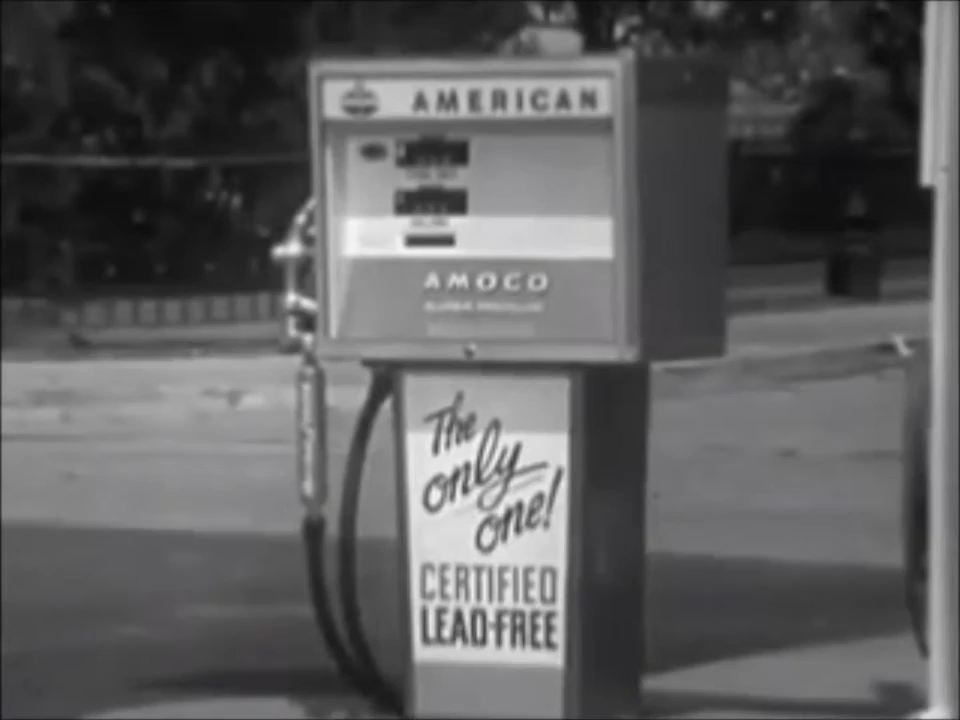 AMERICAN
AMOCO
The
only
one!
CERTIFIED
LEAD-FREE